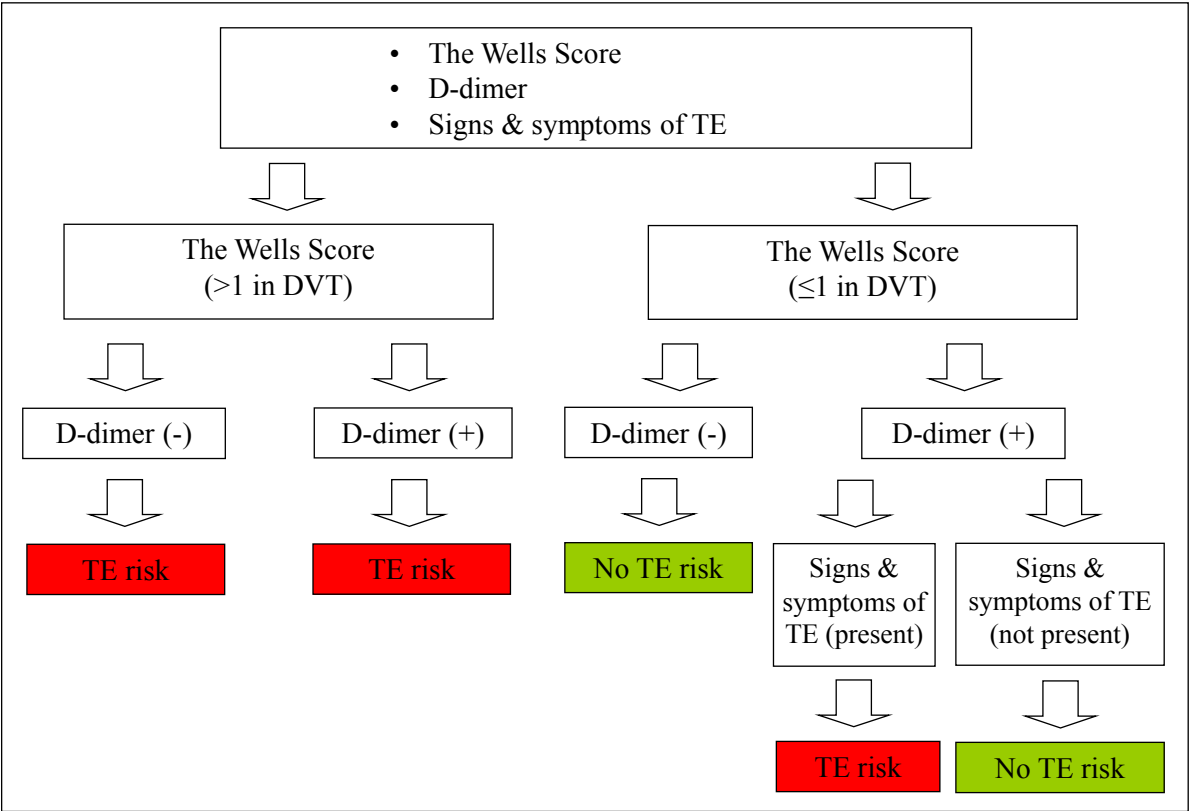 • The Wells Score
• D-dimer
• Signs & symptoms of TE
The Wells Score
(>1 in DVT)
The Wells Score
(≤1 in DVT)
D-dimer (-)
D-dimer (+)
D-dimer (-)
D-dimer (+)
TE risk
TE risk
No TE risk
Signs &
symptoms of
TE (present)
Signs &
symptoms of TE
(not present)
TE risk
No TE risk